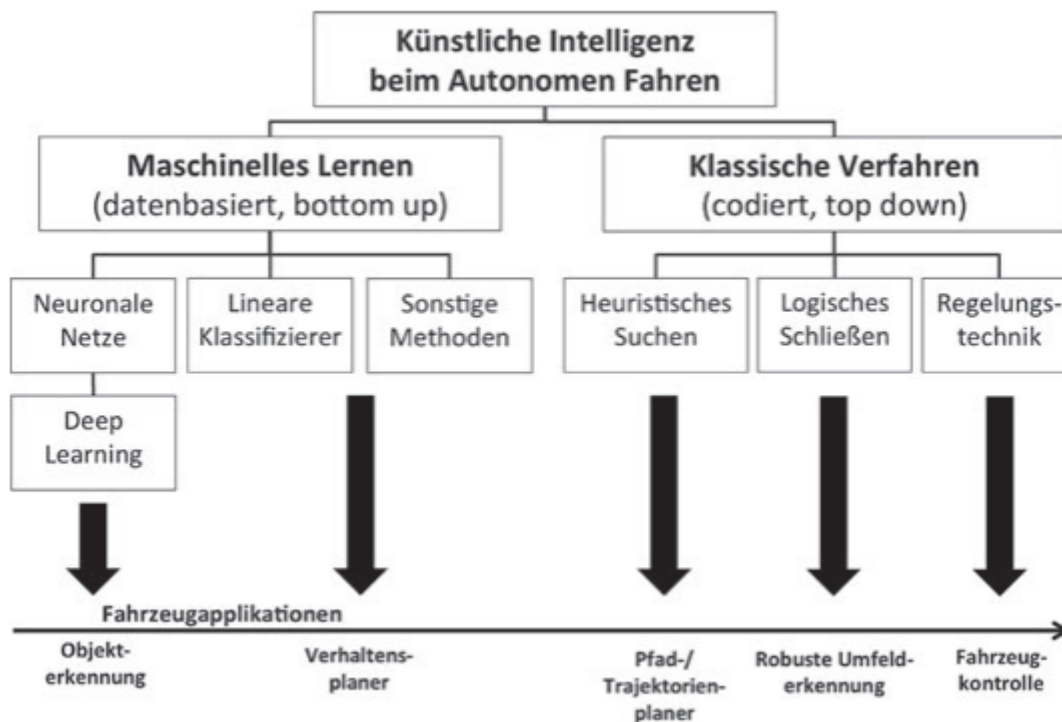 Künstliche Intelligenz
beim Autonomen Fahren
Maschinelles Lernen
(datenbasiert, bottom up)
Klassische Verfahren
(codiert, top down)
Neuronale
Netze
Lineare
Klassifizierer
Sonstige
Methoden
Heuristisches
Suchen
Logisches
Schließen
Regelungs-
technik
Deep
Learning
Fahrzeugapplikationen
Objekt-
erkennung
Verhaltens-
planer
Pfad-/
Trajektorien-
planer
Robuste Umfeld-
erkennung
Fahrzeug-
kontrolle